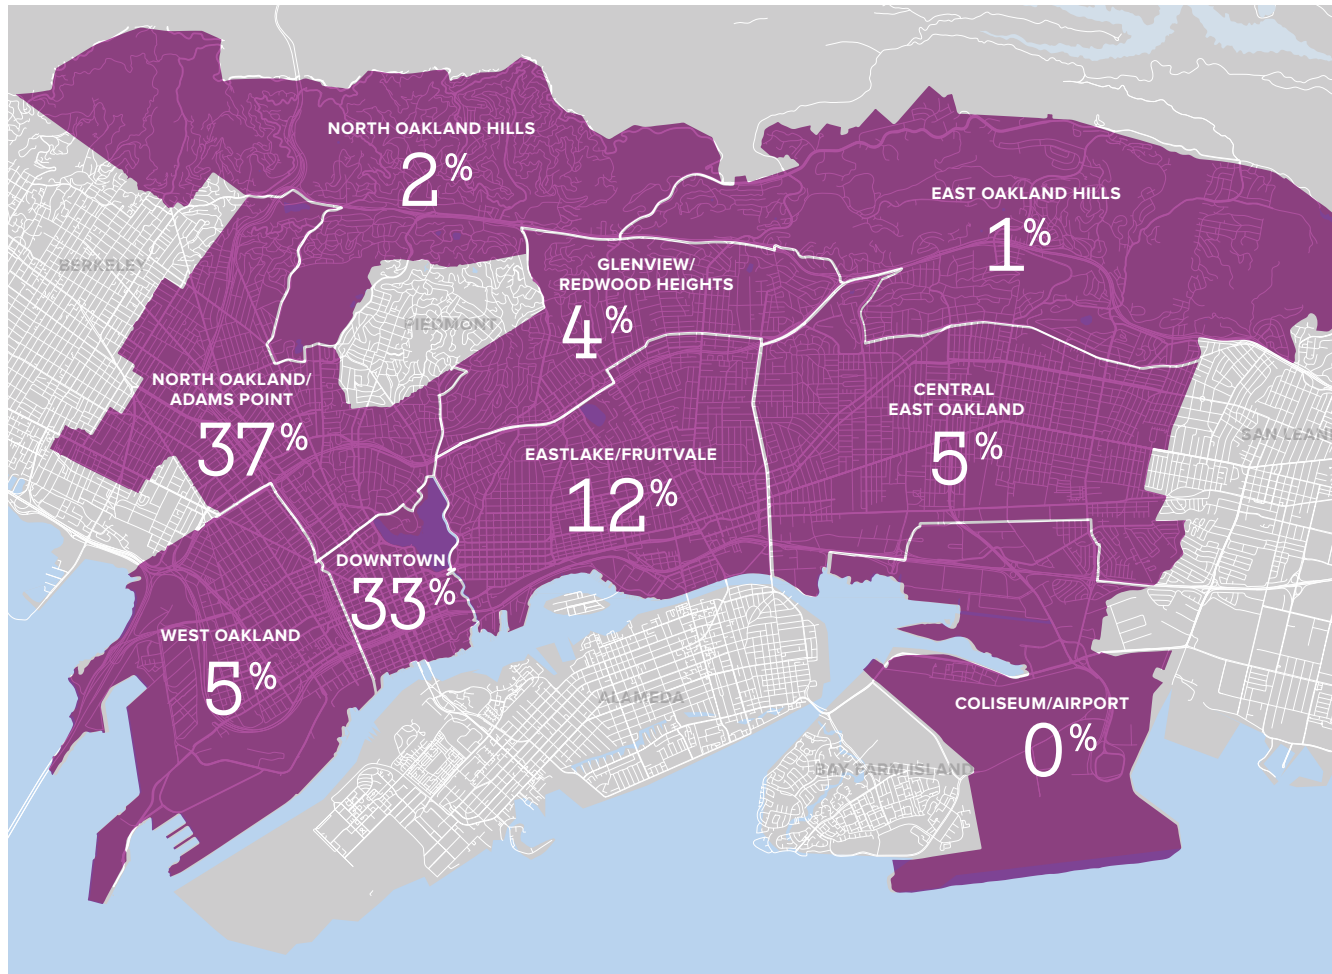 NORTH OAKLAND HILLS
2%
EAST OAKLAND HILLS
1%
BERKELEY
GLENVIEW/
REDWOOD HEIGHTS
4%
PIEDMONT
NORTH OAKLAND/
ADAMS POINT
37%
CENTRAL
EAST OAKLAND
5%
SAN LEAN
EASTLAKE/FRUITVALE
12%
DOWNTOWN
33%
WEST OAKLAND
5%
ALAMEDA
COLISEUM/AIRPORT
0%
BAY FARM ISLAND